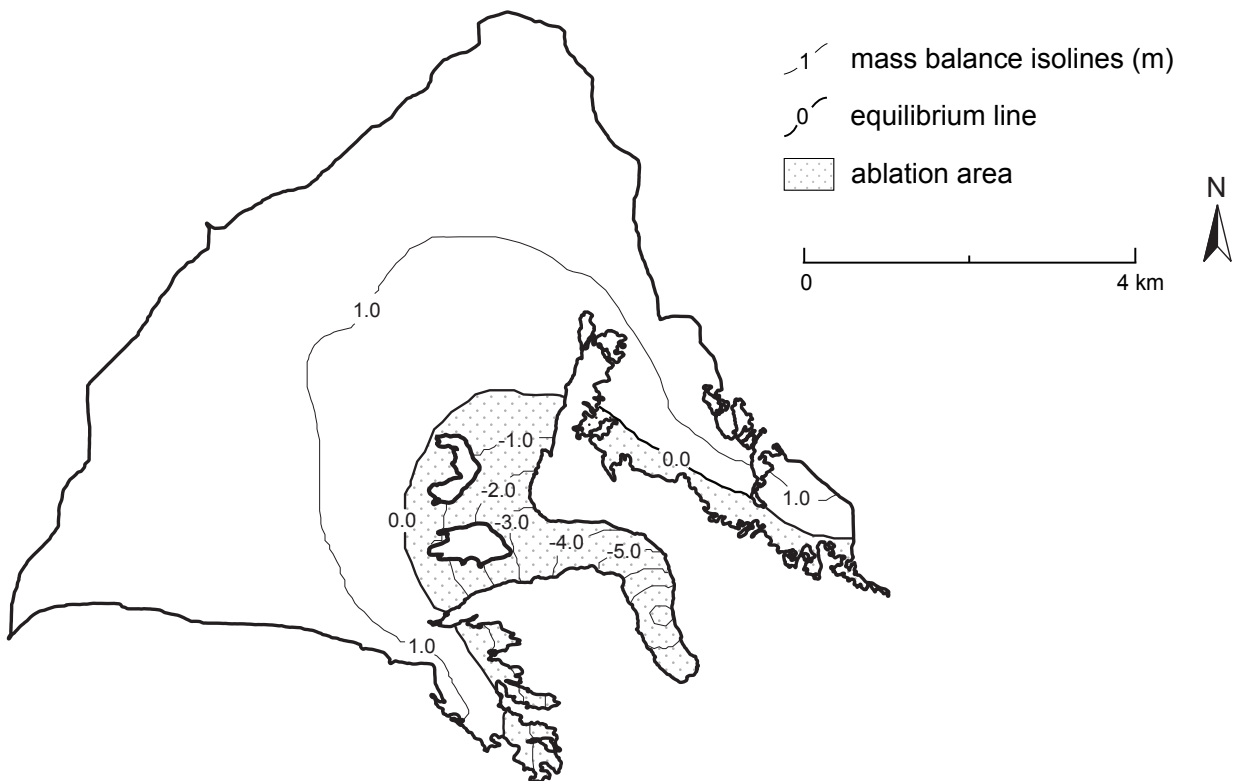 1 mass balance isolines (m)
0 equilibrium line
ablation area
N
0 4 km
1.0
-1.0
0.0
-2.0
1.0
0.0
-3.0
-4.0
-5.0
1.0